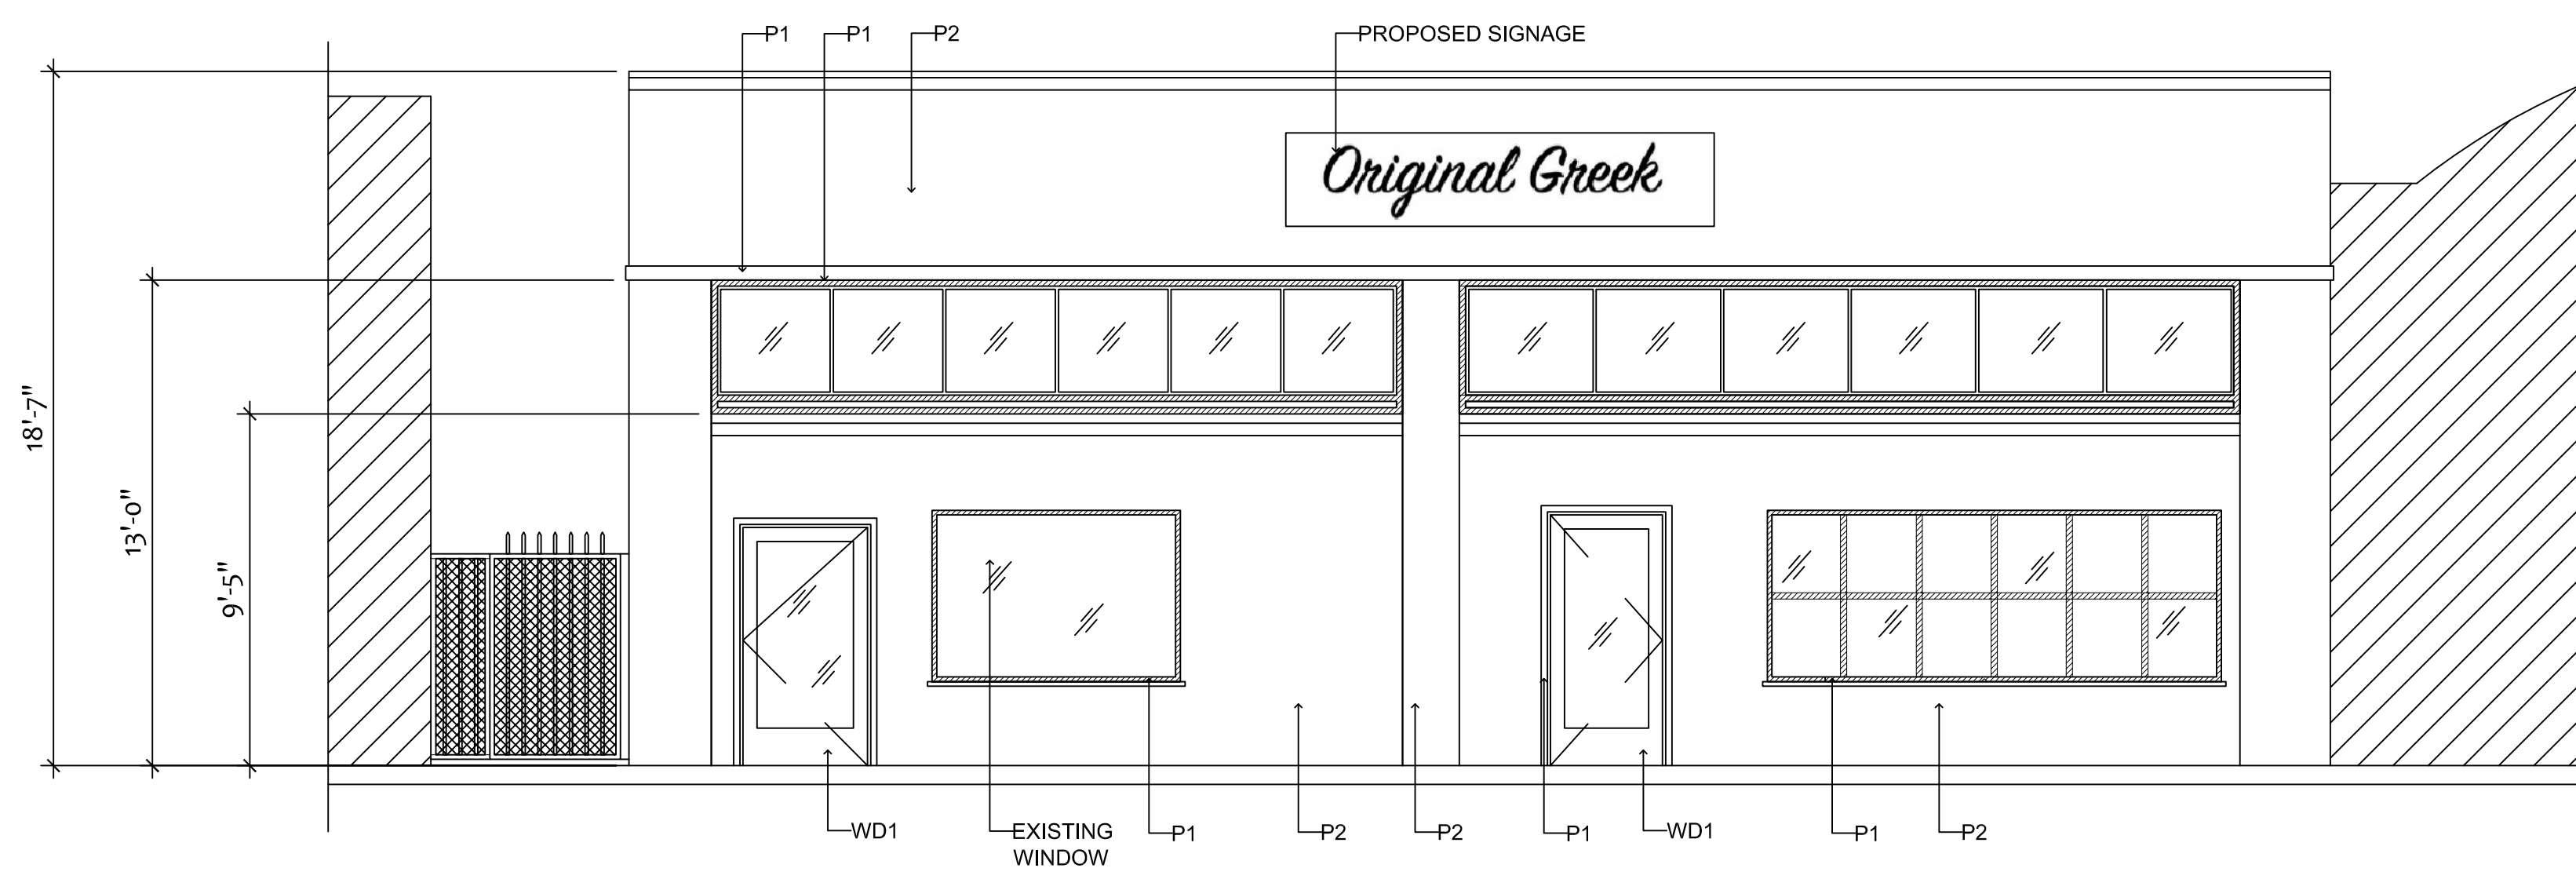 P1
P1
P2
PROPOSED SIGNAGE
Original Greek
18'-7"
13'-0"
9'-5"
WD1
EXISTING
WINDOW
P1
P2
P2
P1
WD1
P1
P2